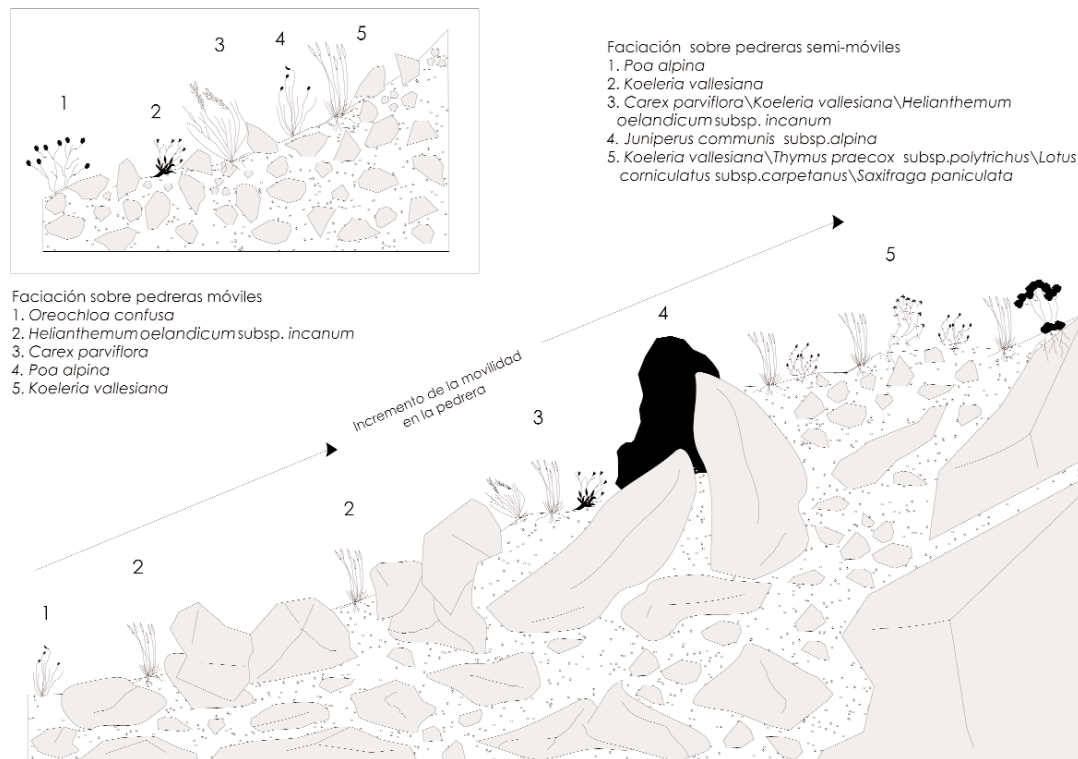 1
2
3
4
5
Faciación sobre pedreras móviles
1. Oreochloa confusa
2. Helianthemum oelandicum subsp. incanum
3. Carex parviflora
4. Poa alpina
5. Koeleria vallesiana
Faciación sobre pedreras semi-móviles
1. Poa alpina
2. Koeleria vallesiana
3. Carex parviflora\Koeleria vallesiana\Helianthemum
oelandicum subsp. incanum
4. Juniperus communis subsp.alpina
5. Koeleria vallesiana\Thymus praecox subsp.polytrichus\Lotus
corniculatus subsp.carpetanus\Saxifraga paniculata
Incremento de la movilidad
en la pedrera
1
2
2
3
4
5